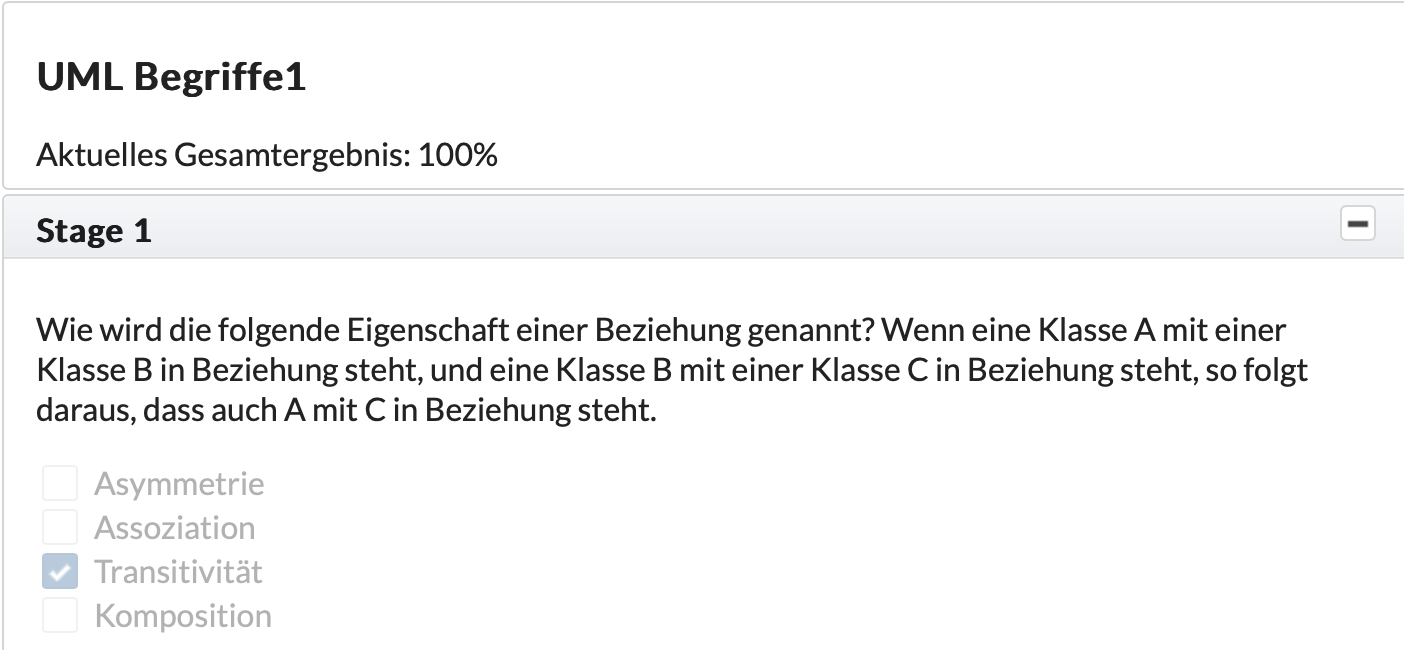 UML Begriffe1
Aktuelles Gesamtergebnis: 100%
Stage 1
Wie wird die folgende Eigenschaft einer Beziehung genannt? Wenn eine Klasse A mit einer
Klasse B in Beziehung steht, und eine Klasse B mit einer Klasse C in Beziehung steht, so folgt
daraus, dass auch A mit C in Beziehung steht.
Asymmetrie
Assoziation
Transitivität
Komposition